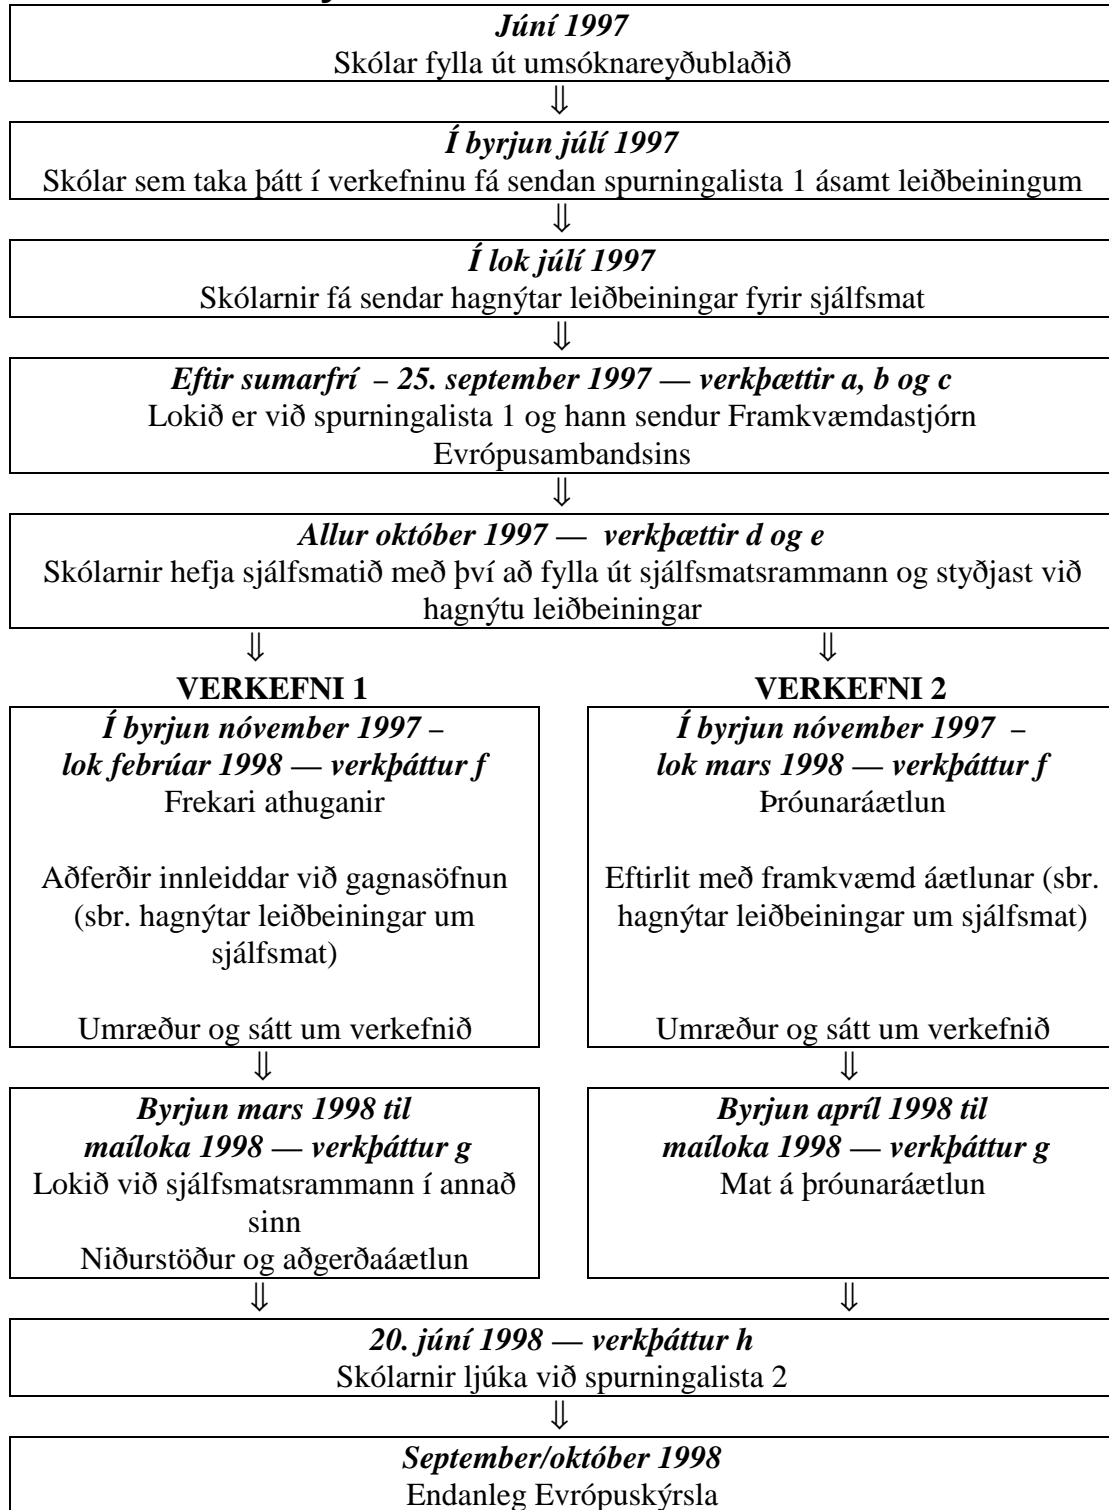 Júní 1997
Skólar fylla út umsóknareyðublaðið
⇓
Í byrjun júlí 1997
Skólar sem taka þátt í verkefninu fá sendan spurningalista 1 ásamt leiðbeiningum
⇓
Í lok júlí 1997
Skólarnir fá sendar hagnýtar leiðbeiningar fyrir sjálfsmat
⇓
Eftir sumarfrí – 25. september 1997 — verkþættir a, b og c
Lokið er við spurningalista 1 og hann sendur Framkvæmdastjórn
Evrópusambandsins
⇓
Allur október 1997 — verkþættir d og e
Skólarnir hefja sjálfsmatið með því að fylla út sjálfsmatsrammann og styðjast við
hagnýtu leiðbeiningar
⇓ ⇓
VERKEFNI 1
Í byrjun nóvember 1997 –
lok febrúar 1998 — verkþáttur f
Frekari athuganir
Aðferðir innleiddar við gagnasöfnun
(sbr. hagnýtar leiðbeiningar um
sjálfsmat)
Umræður og sátt um verkefnið
⇓
Byrjun mars 1998 til
maíloka 1998 — verkþáttur g
Lokið við sjálfsmatsrammann í annað
sinn
Niðurstöður og aðgerðaáætlun
⇓
VERKEFNI 2
Í byrjun nóvember 1997 –
lok mars 1998 — verkþáttur f
Þróunaráætlun
Eftirlit með framkvæmd áætlunar (sbr.
hagnýtar leiðbeiningar um sjálfsmat)
Umræður og sátt um verkefnið
⇓
Byrjun apríl 1998 til
maíloka 1998 — verkþáttur g
Mat á þróunaráætlun
⇓
20. júní 1998 — verkþáttur h
Skólarnir ljúka við spurningalista 2
⇓
September/október 1998
Endanleg Evrópuskýrsla